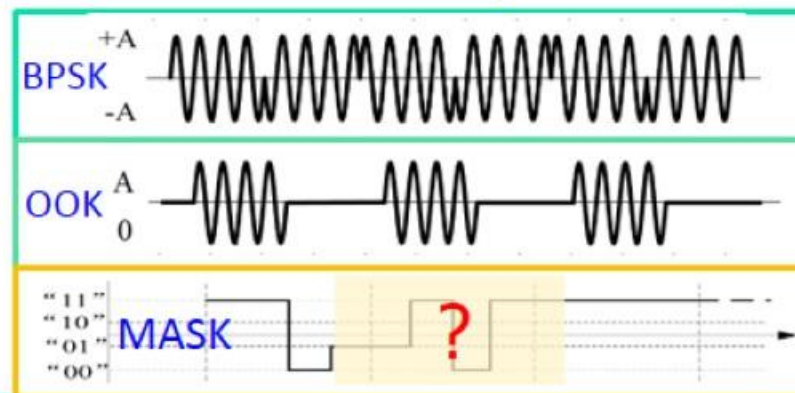 +A
BPSK
-A
A
OOK
0
“11”
“10”
MASK
?
“01”
“00”